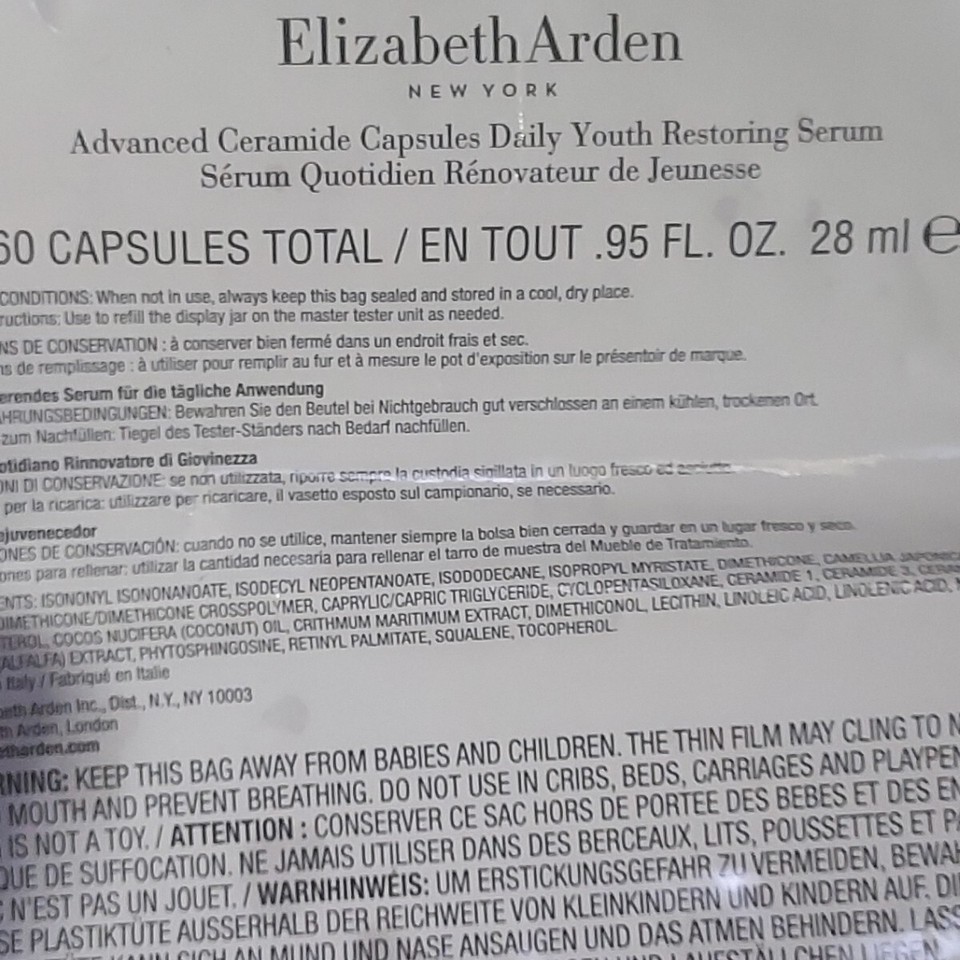 Elizabeth Arden
NEW YORK
Advanced Ceramide Capsules Daily Youth Restoring Serum
Sérum Quotidien Rénovateur de Jeunesse
60 CAPSULES TOTAL / EN TOUT .95 FL. OZ. 28 ml e
CONDITIONS: When not in use, always keep this bag sealed and stored in a cool, dry place.
ructions: Use to refill the display jar on the master tester unit as needed.
NS DE CONSERVATION : à conserver bien fermé dans un endroit frais et sec.
ns de remplissage : à utiliser pour remplir au fur et à mesure le pot d'exposition sur le présentoir de marque.
erendes Serum für die tägliche Anwendung
AHRUNGSBEDINGUNGEN: Bewahren Sie den Beutel bei Nichtgebrauch gut verschlossen an einem kühlen, trockenen Ort.
zum Nachfüllen: Tiegel des Tester-Ständers nach Bedarf nachfüllen.
otidiano Rinnovatore di Giovinezza
ONI DI CONSERVAZIONE: se non utilizzata, riporre sempre la custodia sigillata in un luogo fresco ed asciutto.
per la ricarica: utilizzare per ricaricare, il vasetto esposto sul campionario, se necessario.
ejuvenecedor
ONES DE CONSERVACIÓN: cuando no se utilice, mantener siempre la bolsa bien cerrada y guardar en un lugar fresco y seco.
ones para rellenar: utilizar la cantidad necesaria para rellenar el tarro de muestra del Mueble de Tratamiento.
ENTS: ISONONYL ISONONANOATE, ISODECYL NEOPENTANOATE, ISODODECANE, ISOPROPYL MYRISTATE, DIMETHICONE, CAMELLIA JAPONICA
DIMETHICONE/DIMETHICONE CROSSPOLYMER, CAPRYLIC/CAPRIC TRIGLYCERIDE, CYCLOPENTASILOXANE, CERAMIDE 1, CERAMIDE 3, CERAM
TEROL, COCOS NUCIFERA (COCONUT) OIL, CRITHMUM MARITIMUM EXTRACT, DIMETHICONOL, LECITHIN, LINOLEIC ACID, LINOLENIC ACID,
(ALFALFA) EXTRACT, PHYTOSPHINGOSINE, RETINYL PALMITATE, SQUALENE, TOCOPHEROL.
Italy / Fabriqué en Italie
beth Arden Inc., Dist., N.Y., NY 10003
th Arden, London
etharden.com
RNING: KEEP THIS BAG AWAY FROM BABIES AND CHILDREN. THE THIN FILM MAY CLING TO N
MOUTH AND PREVENT BREATHING. DO NOT USE IN CRIBS, BEDS, CARRIAGES AND PLAYPEN
IS NOT A TOY. / ATTENTION : CONSERVER CE SAC HORS DE PORTEE DES BEBES ET DES EN
QUE DE SUFFOCATION. NE JAMAIS UTILISER DANS DES BERCEAUX, LITS, POUSSETTES ET PA
C N'EST PAS UN JOUET. / WARNHINWEIS: UM ERSTICKUNGSGEFAHR ZU VERMEIDEN, BEWAH
SE PLASTIKTÜTE AUSSERHALB DER REICHWEITE VON KLEINKINDERN UND KINDERN AUF. DI
KANN SICH AN MUND UND NASE ANSAUGEN UND DAS ATMEN BEHINDERN. LASS
UND LAUFSTÄLLCHEN LIEGEN.